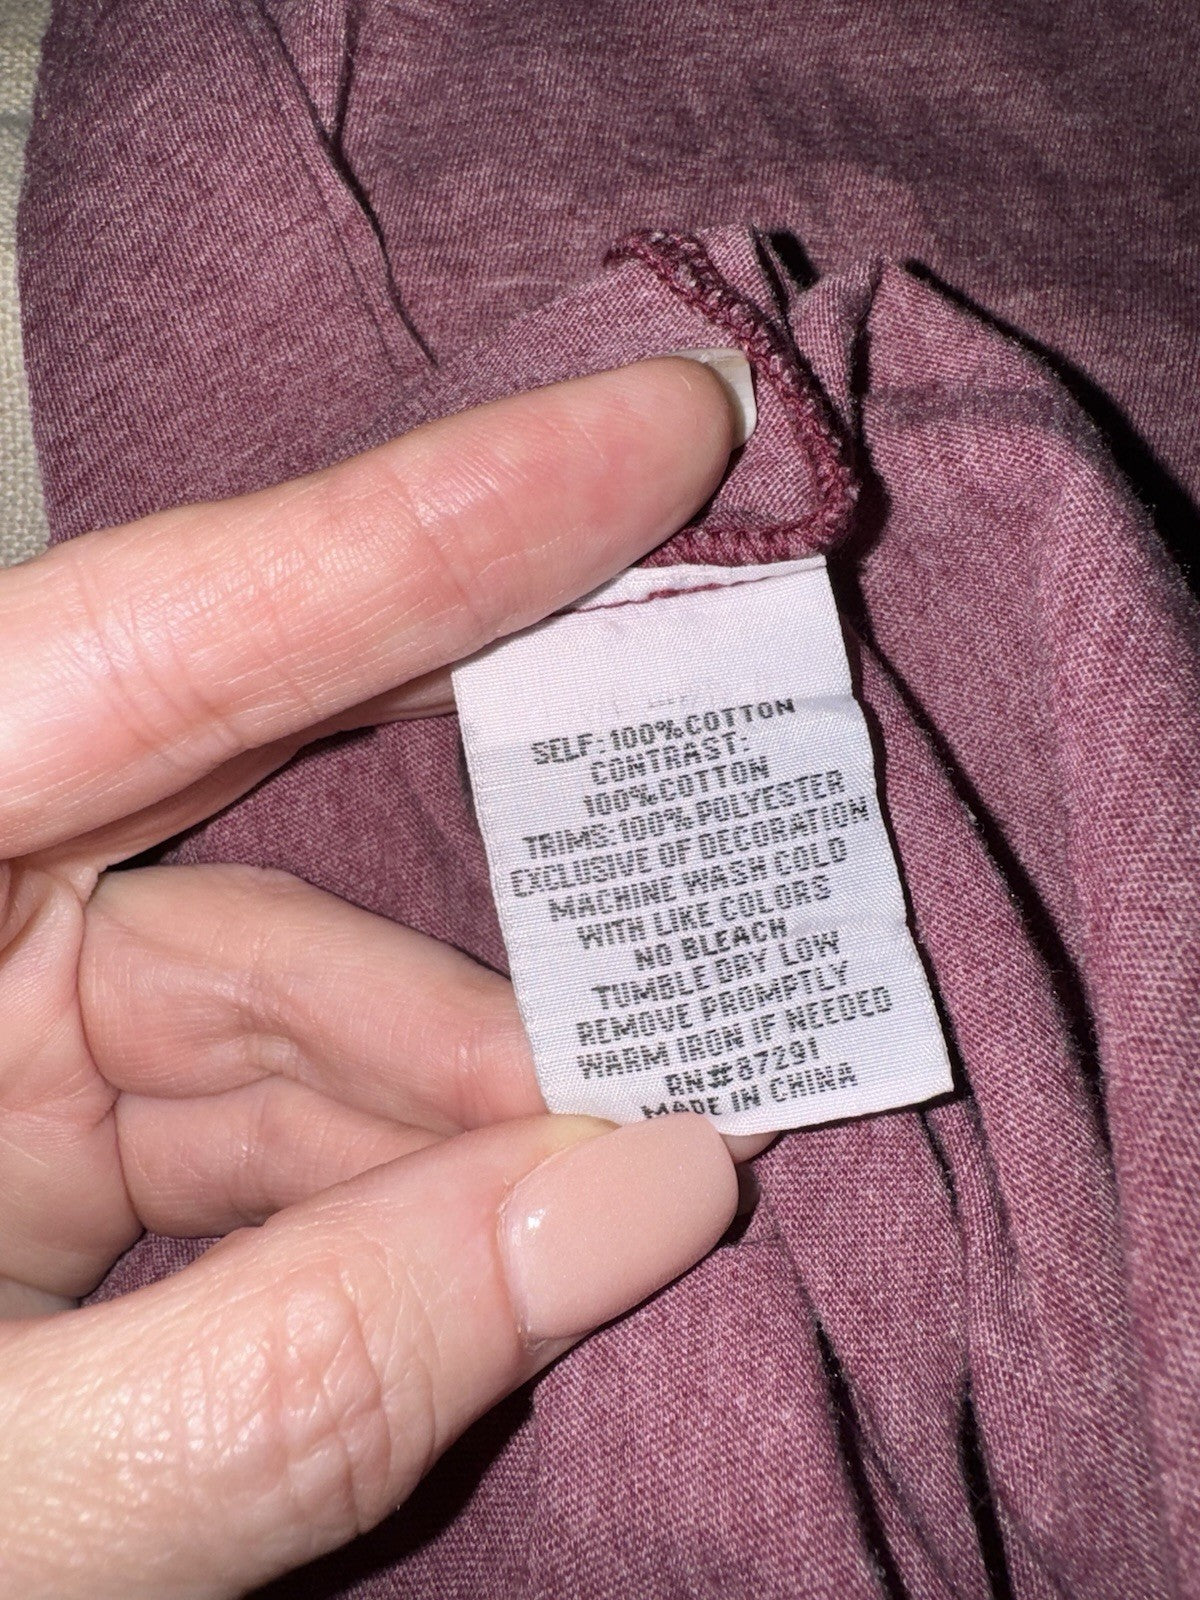 SELF:100%COTTON
CONTRAST:
100%COTTON
TRIMS:100% POLYESTER
EXCLUSIVE OF DECORATION
MACHINE WASH COLD
WITH LIKE COLORS
NO BLEACH
TUMBLE DRY LOW
REMOVE PROMPTLY
WARM IRON IF NEEDED
RN#87291
MADE IN CHINA